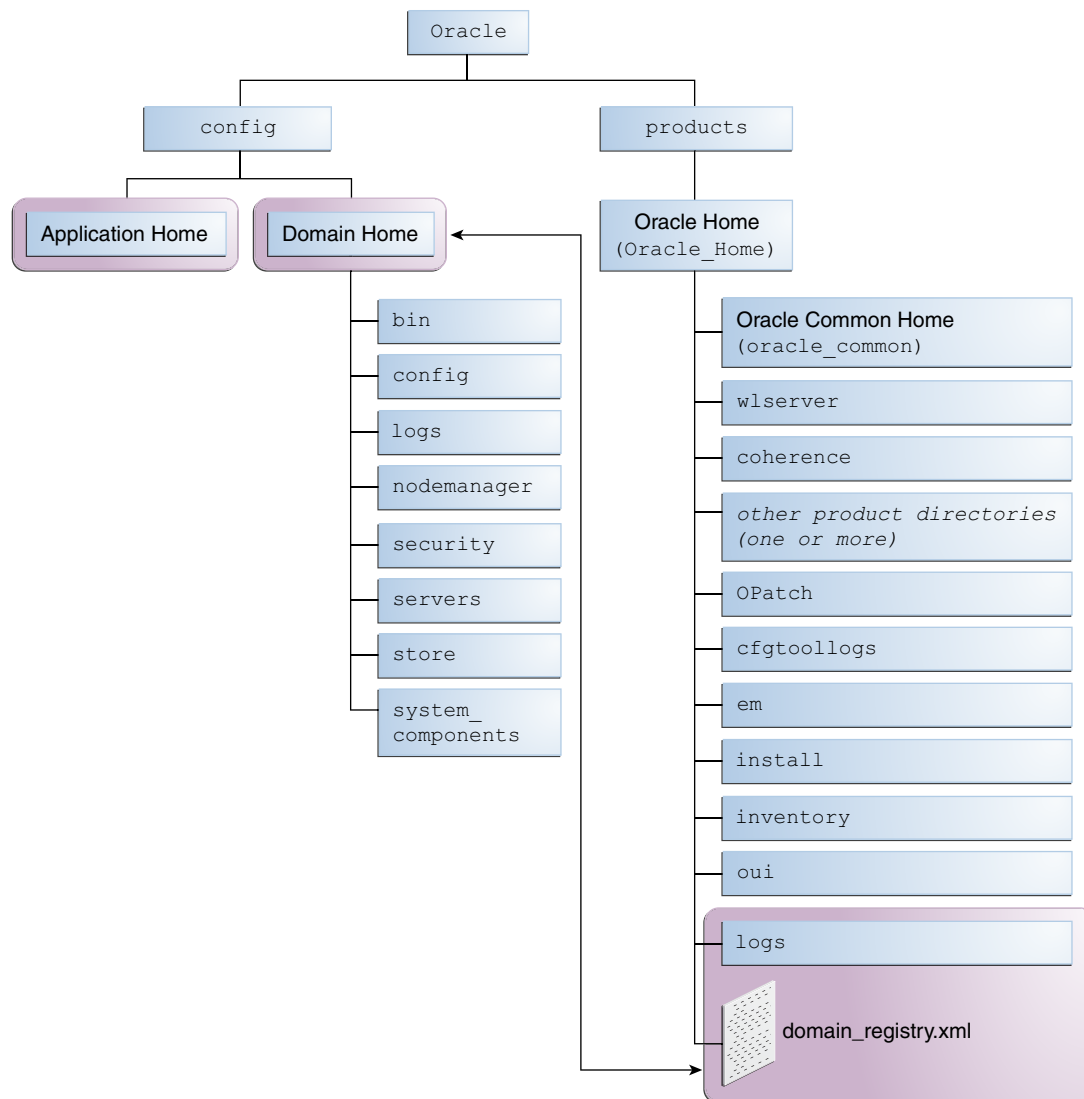 Oracle
config
products
Application Home
Domain Home
Oracle Home
(Oracle_Home)
bin
config
logs
nodemanager
security
servers
store
system_
components
Oracle Common Home
(oracle_common)
wlserver
coherence
other product directories
(one or more)
OPatch
cfgtoollogs
em
install
inventory
oui
logs
domain_registry.xml